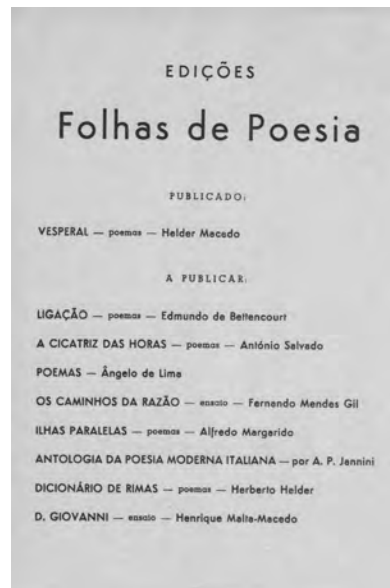 EDIÇÕES
Folhas de Poesia
PUBLICADO:
VESPERAL — poemas — Helder Macedo
A PUBLICAR:
LIGAÇÃO — poemas — Edmundo de Bettencourt
A CICATRIZ DAS HORAS — poemas — António Salvado
POEMAS — Ângelo de Lima
OS CAMINHOS DA RAZÃO — ensaio — Fernando Mendes Gil
ILHAS PARALELAS — poemas — Alfredo Margarido
ANTOLOGIA DA POESIA MODERNA ITALIANA — por A. P. Jannini
DICIONÁRIO DE RIMAS — poemas — Herberto Helder
D. GIOVANNI — ensaio — Henrique Malta-Macedo